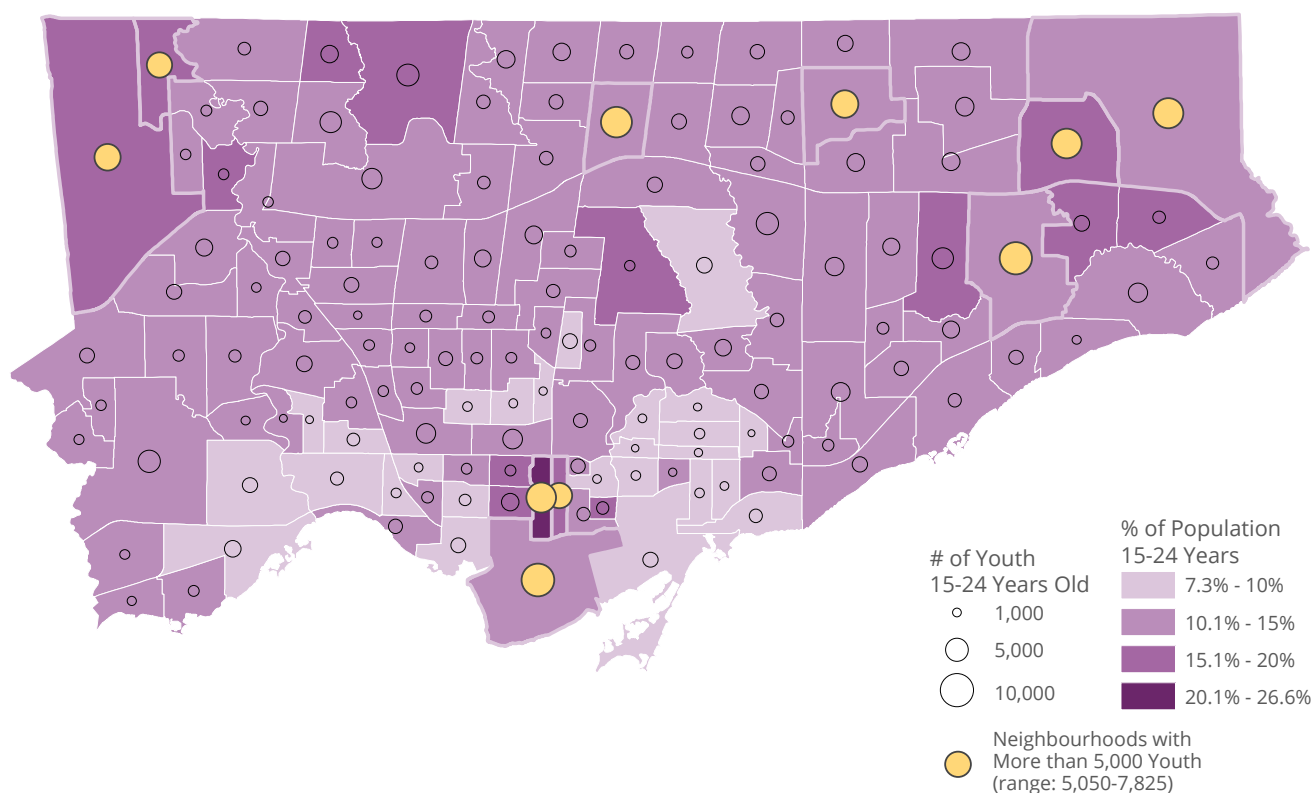 # of Youth
15-24 Years Old
1,000
5,000
10,000
% of Population
15-24 Years
7.3% - 10%
10.1% - 15%
15.1% - 20%
20.1% - 26.6%
Neighbourhoods with
More than 5,000 Youth
(range: 5,050-7,825)